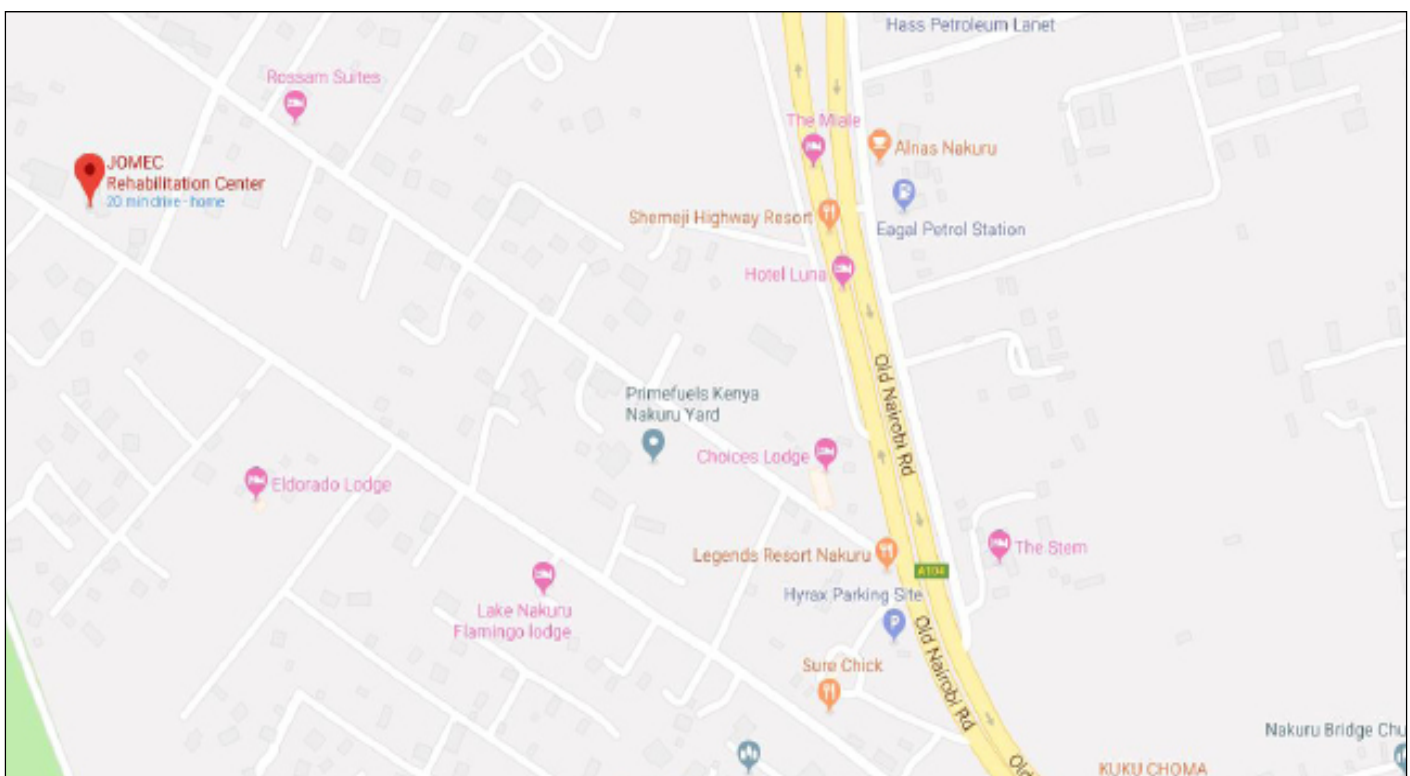 Hass Petroleum Lanet
Rossam Suites
The Miale
Alnas Nakuru
JOMEC
Rehabilitation Center
20 min drive - home
Shemeji Highway Resort
Eagal Petrol Station
Hotel Luna
Old Nairobi Rd
Primefuels Kenya
Nakuru Yard
Choices Lodge
Eldorado Lodge
Legends Resort Nakuru
The Stem
A104
Hyrax Parking Site
P
Lake Nakuru
Flamingo lodge
Old Nairobi Rd
Sure Chick
Nakuru Bridge Chu
Old
KUKU CHOMA